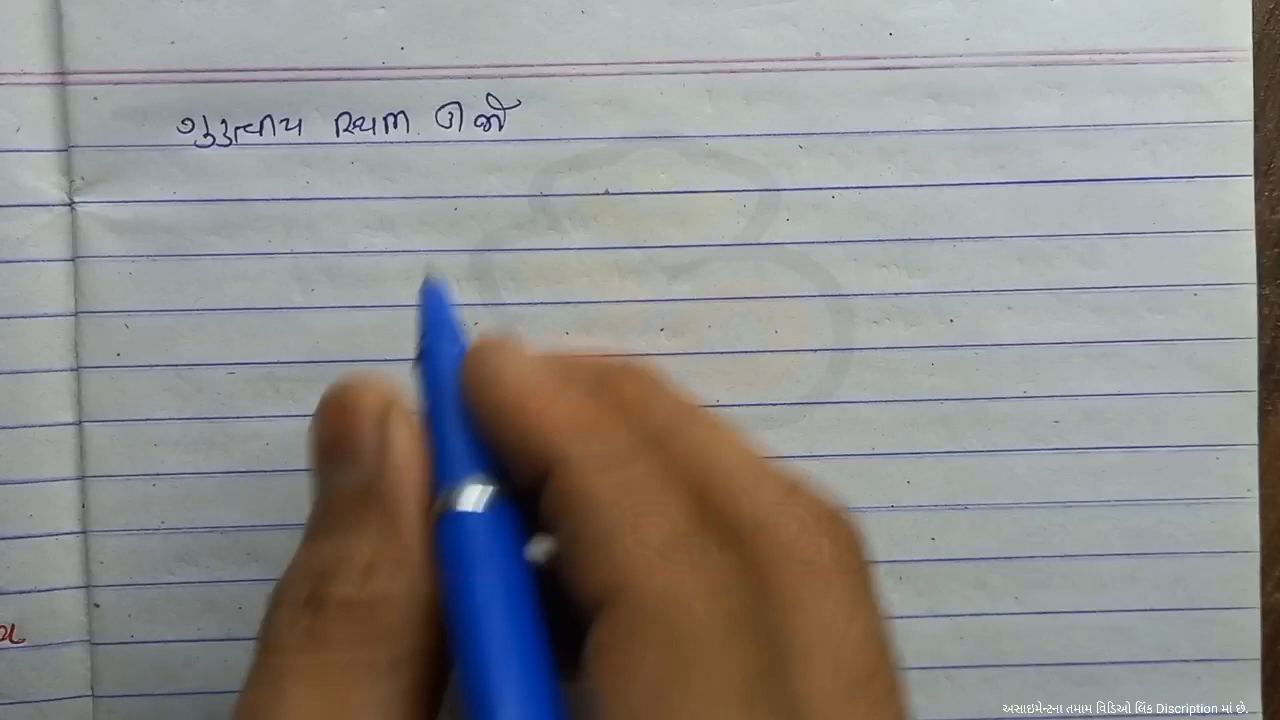 ગુરુત્વીય સ્થિતિ ઊર્જા
ય
અસાઇમેન્ટના તમામ વિડિઓ લિંક Discription માં છે.